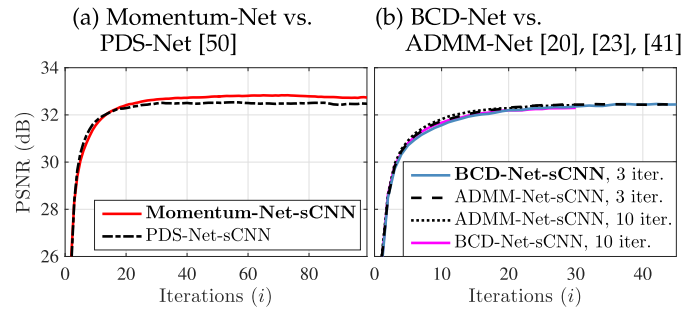 (a) Momentum-Net vs.
PDS-Net [50]
(b) BCD-Net vs.
ADMM-Net [20], [23], [41]
PSNR (dB)
34
32
30
28
26
Momentum-Net-sCNN
PDS-Net-sCNN
0 20 40 60 80
Iterations (i)
BCD-Net-sCNN, 3 iter.
ADMM-Net-sCNN, 3 iter.
ADMM-Net-sCNN, 10 iter.
BCD-Net-sCNN, 10 iter.
0 10 20 30 40
Iterations (i)